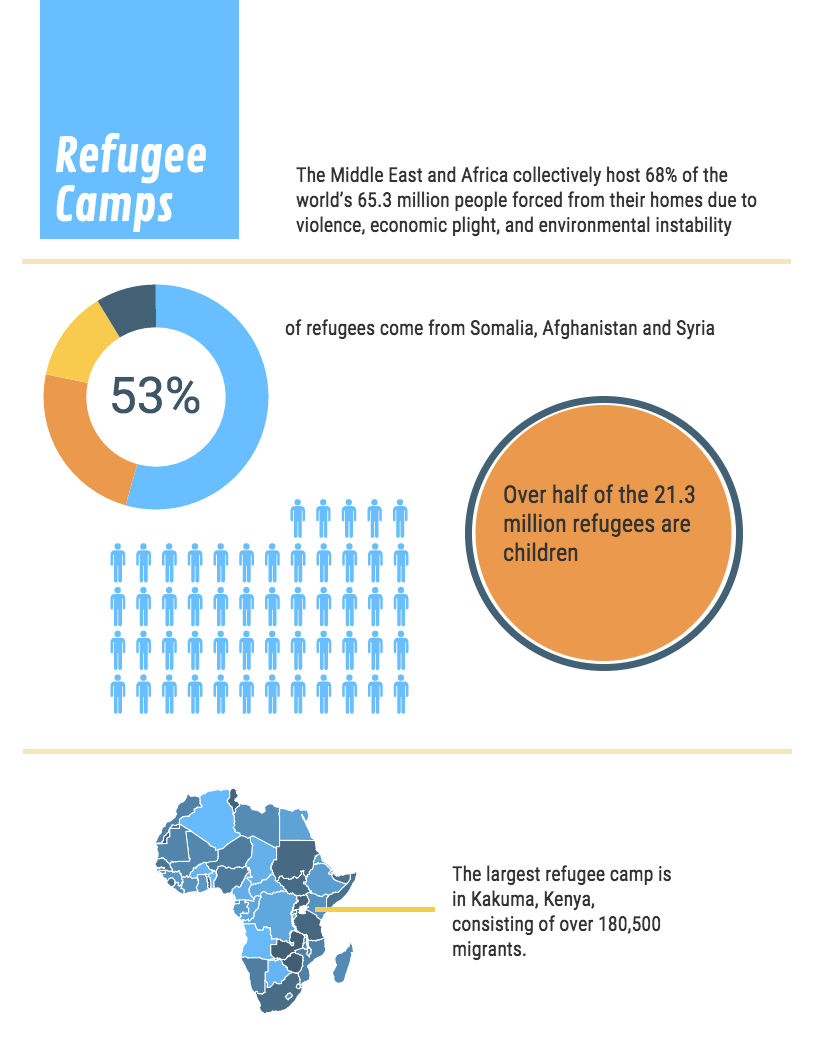 Refugee
Camps
The Middle East and Africa collectively host 68% of the
world's 65.3 million people forced from their homes due to
violence, economic plight, and environmental instability
of refugees come from Somalia, Afghanistan and Syria
53%
Over half of the 21.3
million refugees are
children
The largest refugee camp is
in Kakuma, Kenya,
consisting of over 180,500
migrants.